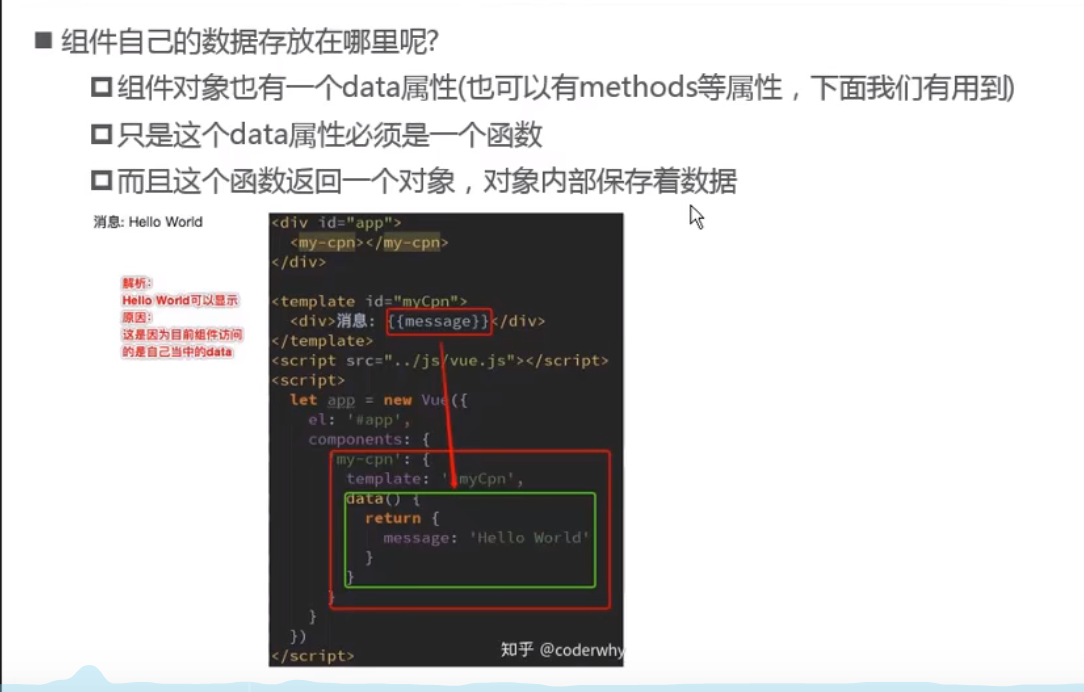 ■ 组件自己的数据存放在哪里呢?
组件对象也有一个data属性(也可以有methods等属性，下面我们有用到)
只是这个data属性必须是一个函数
而且这个函数返回一个对象，对象内部保存着数据
消息: Hello World
解析:
Hello World可以显示
原因:
这是因为目前组件访问
的是自己当中的data
<div id="app">
<my-cpn></my-cpn>
</div>
<template id="myCpn">
<div>消息: {{message}}</div>
</template>
<script src="../js/vue.js"></script>
<script>
let app = new Vue({
el: '#app',
components: {
'my-cpn': {
template: '#myCpn',
data() {
return {
message: 'Hello World'
}
}
}
}
})
</script>
知乎 @coderwhy